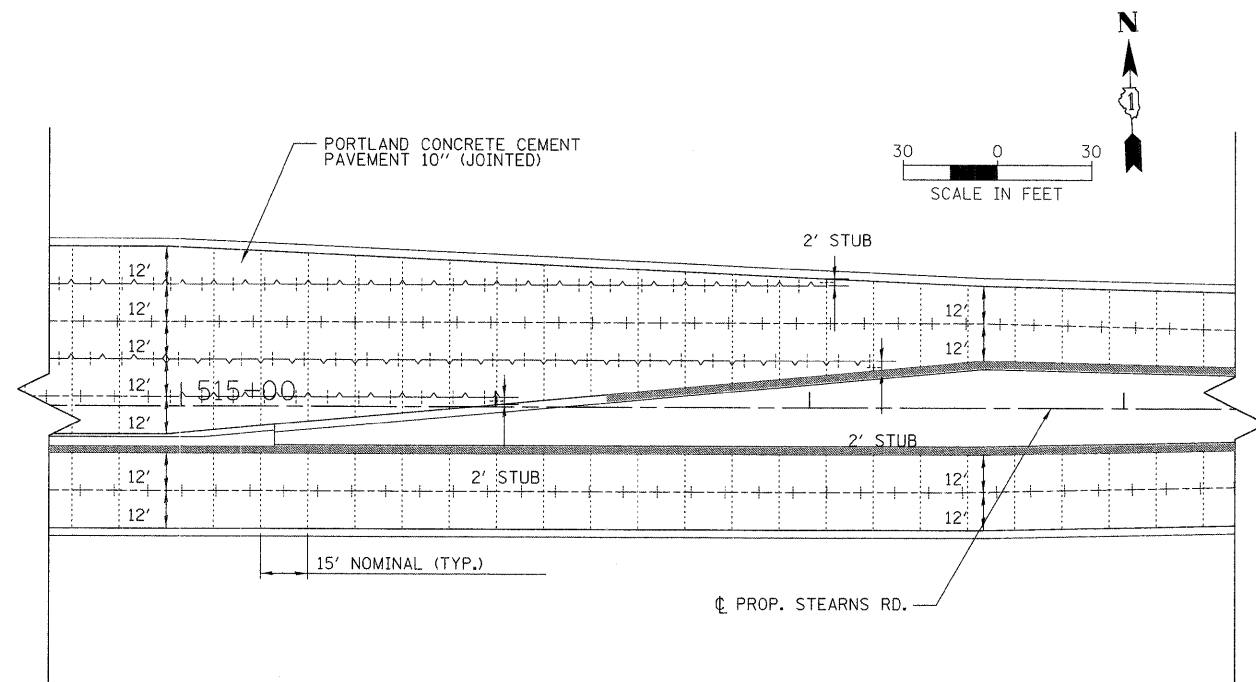 N
1
PORTLAND CONCRETE CEMENT
PAVEMENT 10" (JOINTED)
30 0 30
SCALE IN FEET
2' STUB
12'
12'
12'
12'
12'
12'
12'
515+00
2' STUB
2' STUB
12'
12'
12'
12'
15' NOMINAL (TYP.)
℄ PROP. STEARNS RD.